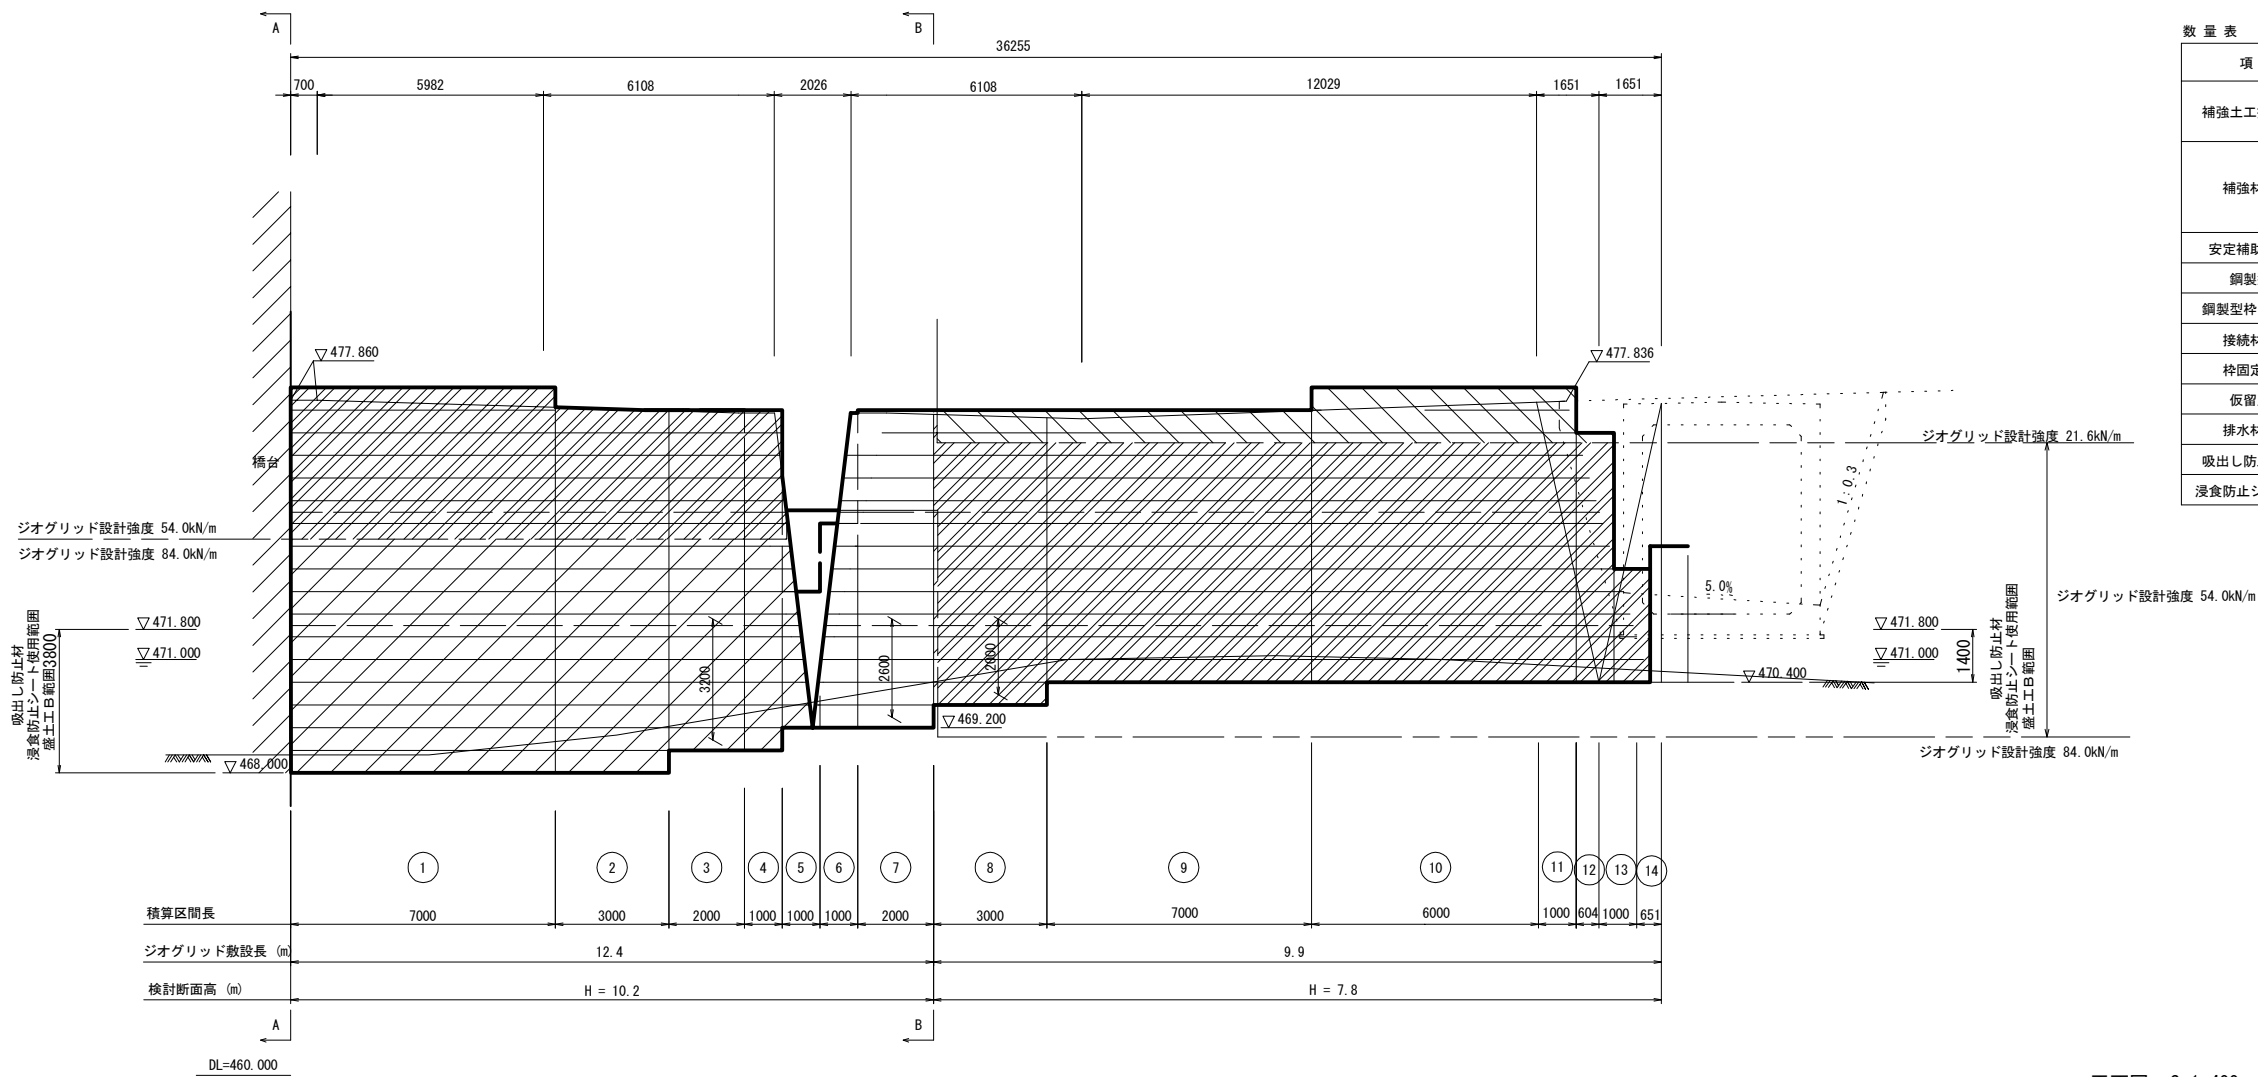 A
B
36255
700
5982
6108
2026
6108
12029
1651
1651
数 量 表
項
補強土工
補強材
安定補助
鋼製
鋼製型枠
接続材
枠固定
仮留
排水材
吸出し防
浸食防止シ
▽477.860
▽477.836
橋台
ジオグリッド設計強度 21.6kN/m
ジオグリッド設計強度 54.0kN/m
ジオグリッド設計強度 84.0kN/m
ジオグリッド設計強度 54.0kN/m
ジオグリッド設計強度 84.0kN/m
1:0.3
5.0%
吸出し防止材
浸食防止シート使用範囲
盛土工B範囲3800
▽471.800
▽471.000
▽468.000
3200
2600
2000
▽469.200
▽470.400
▽471.800
▽471.000
1400
吸出し防止材
浸食防止シート使用範囲
盛土工B範囲
1
2
3
4
5
6
7
8
9
10
11
12
13
14
積算区間長
7000
3000
2000
1000
1000
1000
2000
3000
7000
6000
1000
604
1000
651
ジオグリッド敷設長 (m)
12.4
9.9
検討断面高 (m)
H = 10.2
H = 7.8
A
B
DL=460.000